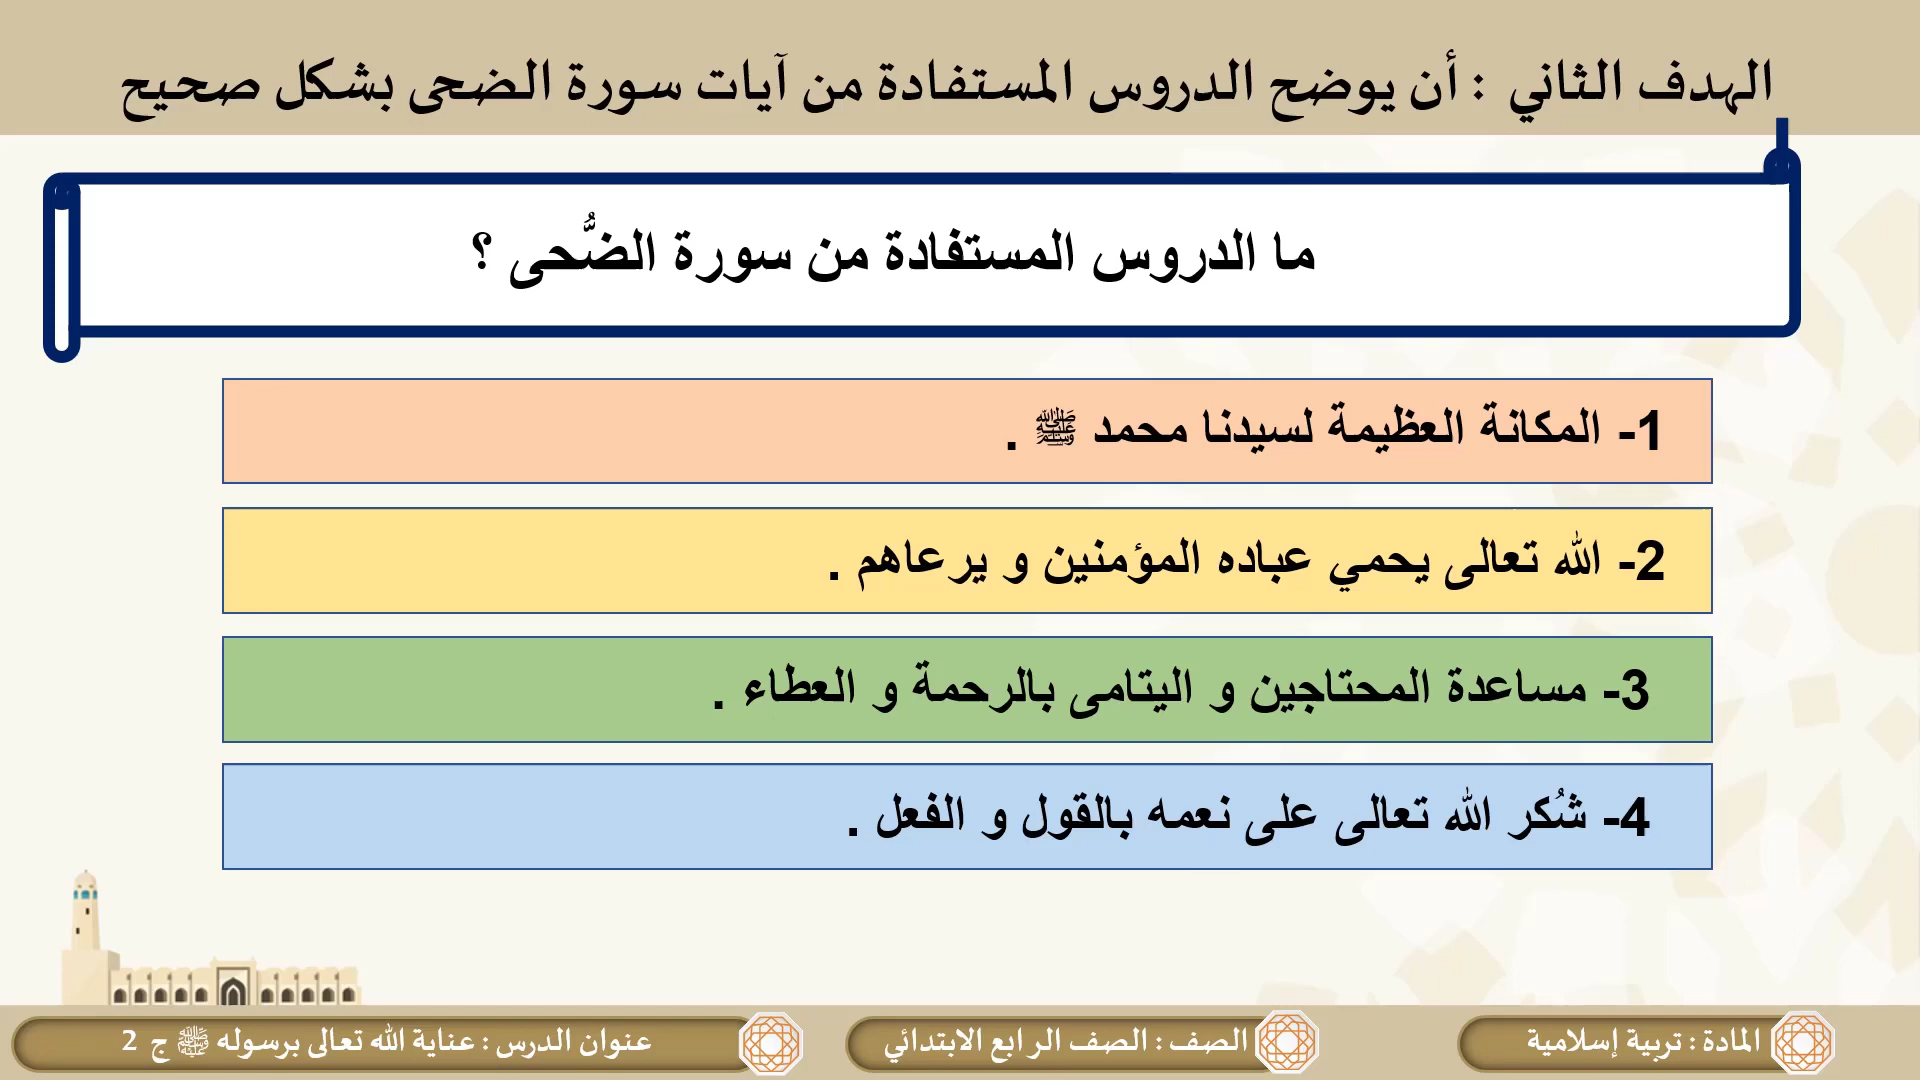 الهدف الثاني : أن يوضح الدروس المستفادة من آيات سورة الضحى بشكل صحيح
ما الدروس المستفادة من سورة الضُّحى ؟
1- المكانة العظيمة لسيدنا محمد ﷺ .
2- الله تعالى يحمي عباده المؤمنين و يرعاهم .
3- مساعدة المحتاجين و اليتامى بالرحمة و العطاء .
4- شُكر الله تعالى على نعمه بالقول و الفعل .
المادة : تربية إسلامية
الصف : الصف الرابع الابتدائي
عنوان الدرس : عناية الله تعالى برسوله ﷺ ج 2